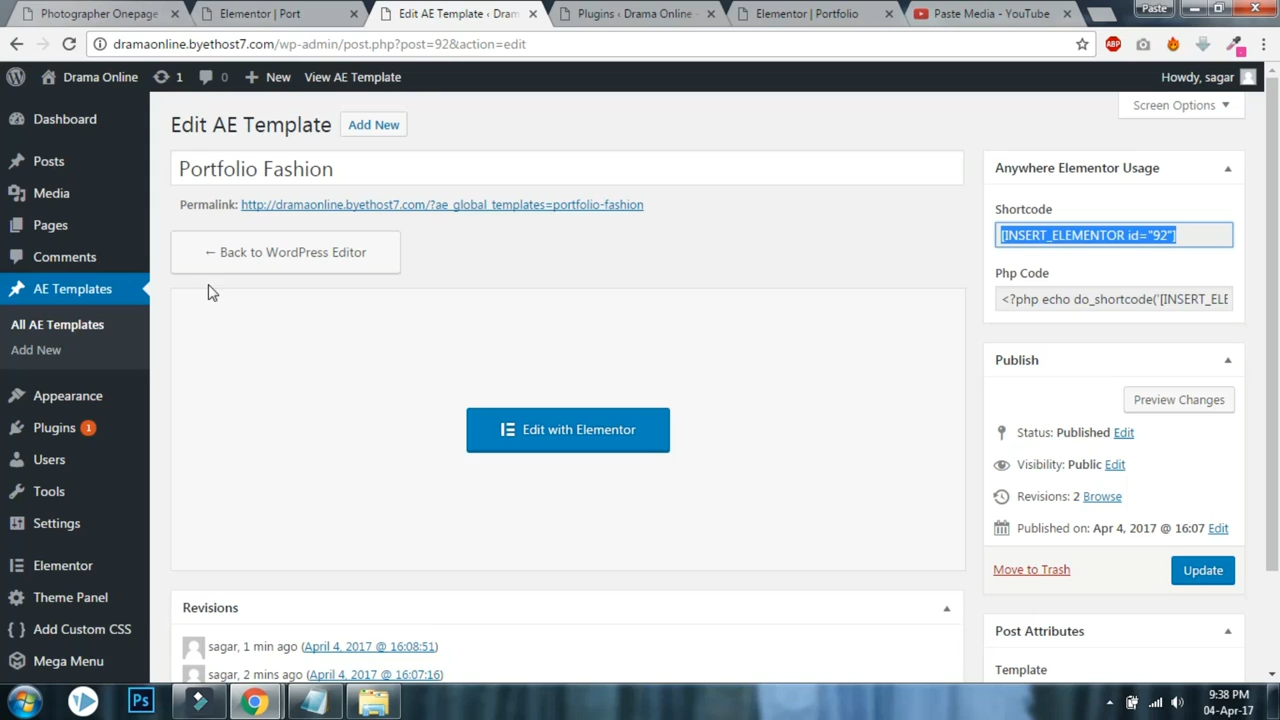 Photographer Onepage
Elementor | Port
Edit AE Template ‹ Dram
Plugins ‹ Drama Online -
Elementor | Portfolio
Paste Media - YouTube
Paste
dramaonline.byethost7.com/wp-admin/post.php?post=92&action=edit
ABP
Drama Online
1
0
New
View AE Template
Howdy, sagar
Screen Options
Dashboard
Posts
Media
Pages
Comments
AE Templates
All AE Templates
Add New
Appearance
Plugins 1
Users
Tools
Settings
Elementor
Theme Panel
Add Custom CSS
Mega Menu
Edit AE Template
Add New
Portfolio Fashion
Permalink: http://dramaonline.byethost7.com/?ae_global_templates=portfolio-fashion
← Back to WordPress Editor
Edit with Elementor
Revisions
sagar, 1 min ago (April 4, 2017 @ 16:08:51)
sagar, 2 mins ago (April 4, 2017 @ 16:07:16)
Anywhere Elementor Usage
Shortcode
[INSERT_ELEMENTOR id="92"]
Php Code
<?php echo do_shortcode('[INSERT_ELE
Publish
Preview Changes
Status: Published Edit
Visibility: Public Edit
Revisions: 2 Browse
Published on: Apr 4, 2017 @ 16:07 Edit
Move to Trash
Update
Post Attributes
Template
Ps
9:38 PM
04-Apr-17